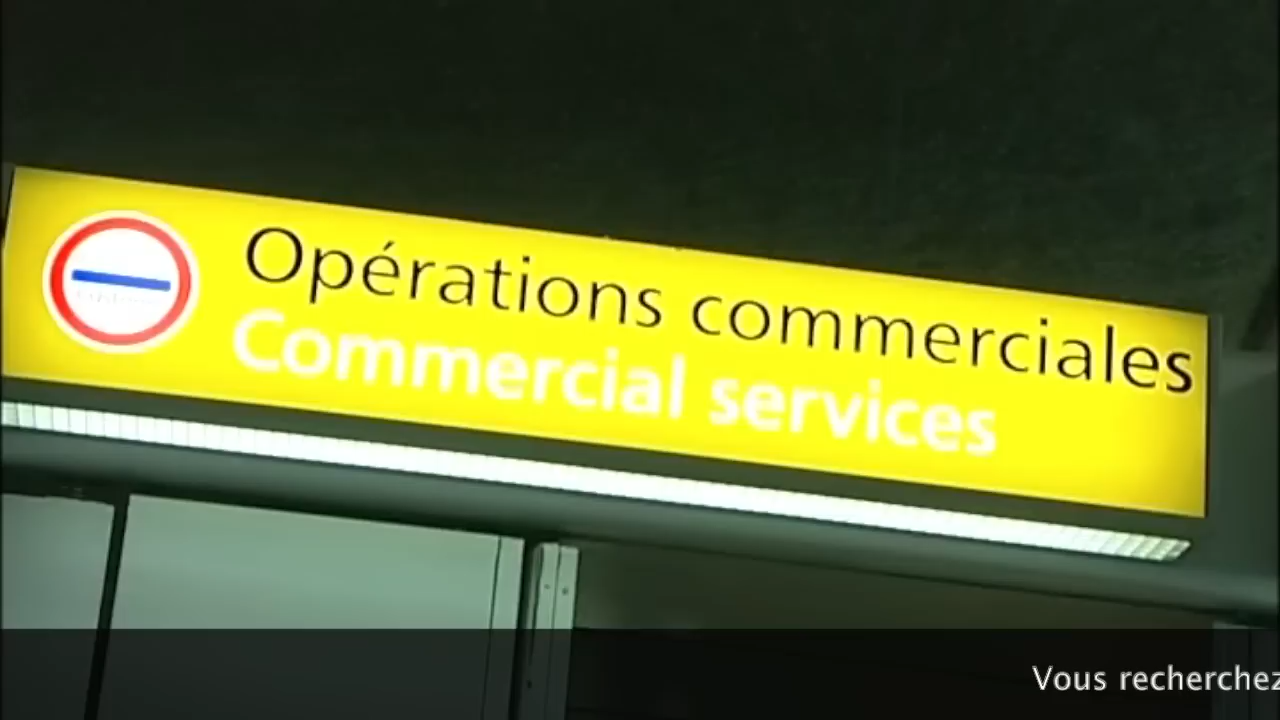 Opérations commerciales
Commercial services
Vous recherchez